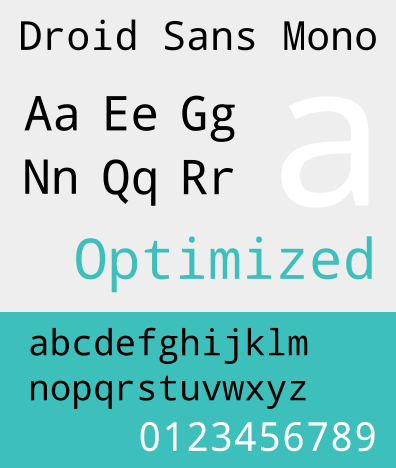 Droid Sans Mono
Aa Ee Gg
Nn Qq Rr
a
Optimized
abcdefghijklm
nopqrstuvwxyz
0123456789